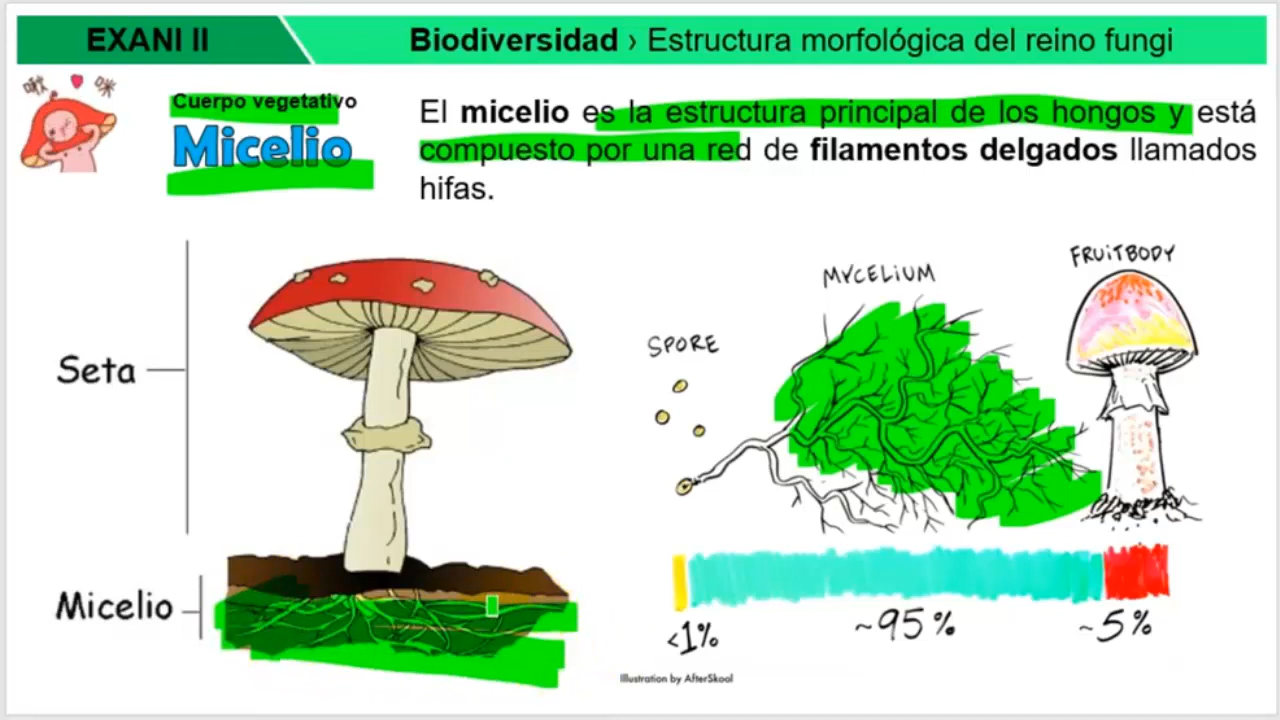 EXANI II
Biodiversidad › Estructura morfológica del reino fungi
Cuerpo vegetativo
Micelio
El micelio es la estructura principal de los hongos y está
compuesto por una red de filamentos delgados llamados
hifas.
Seta
Micelio
SPORE
MYCELIUM
FRUITBODY
<1%
~95%
~5%
Illustration by AfterSkool